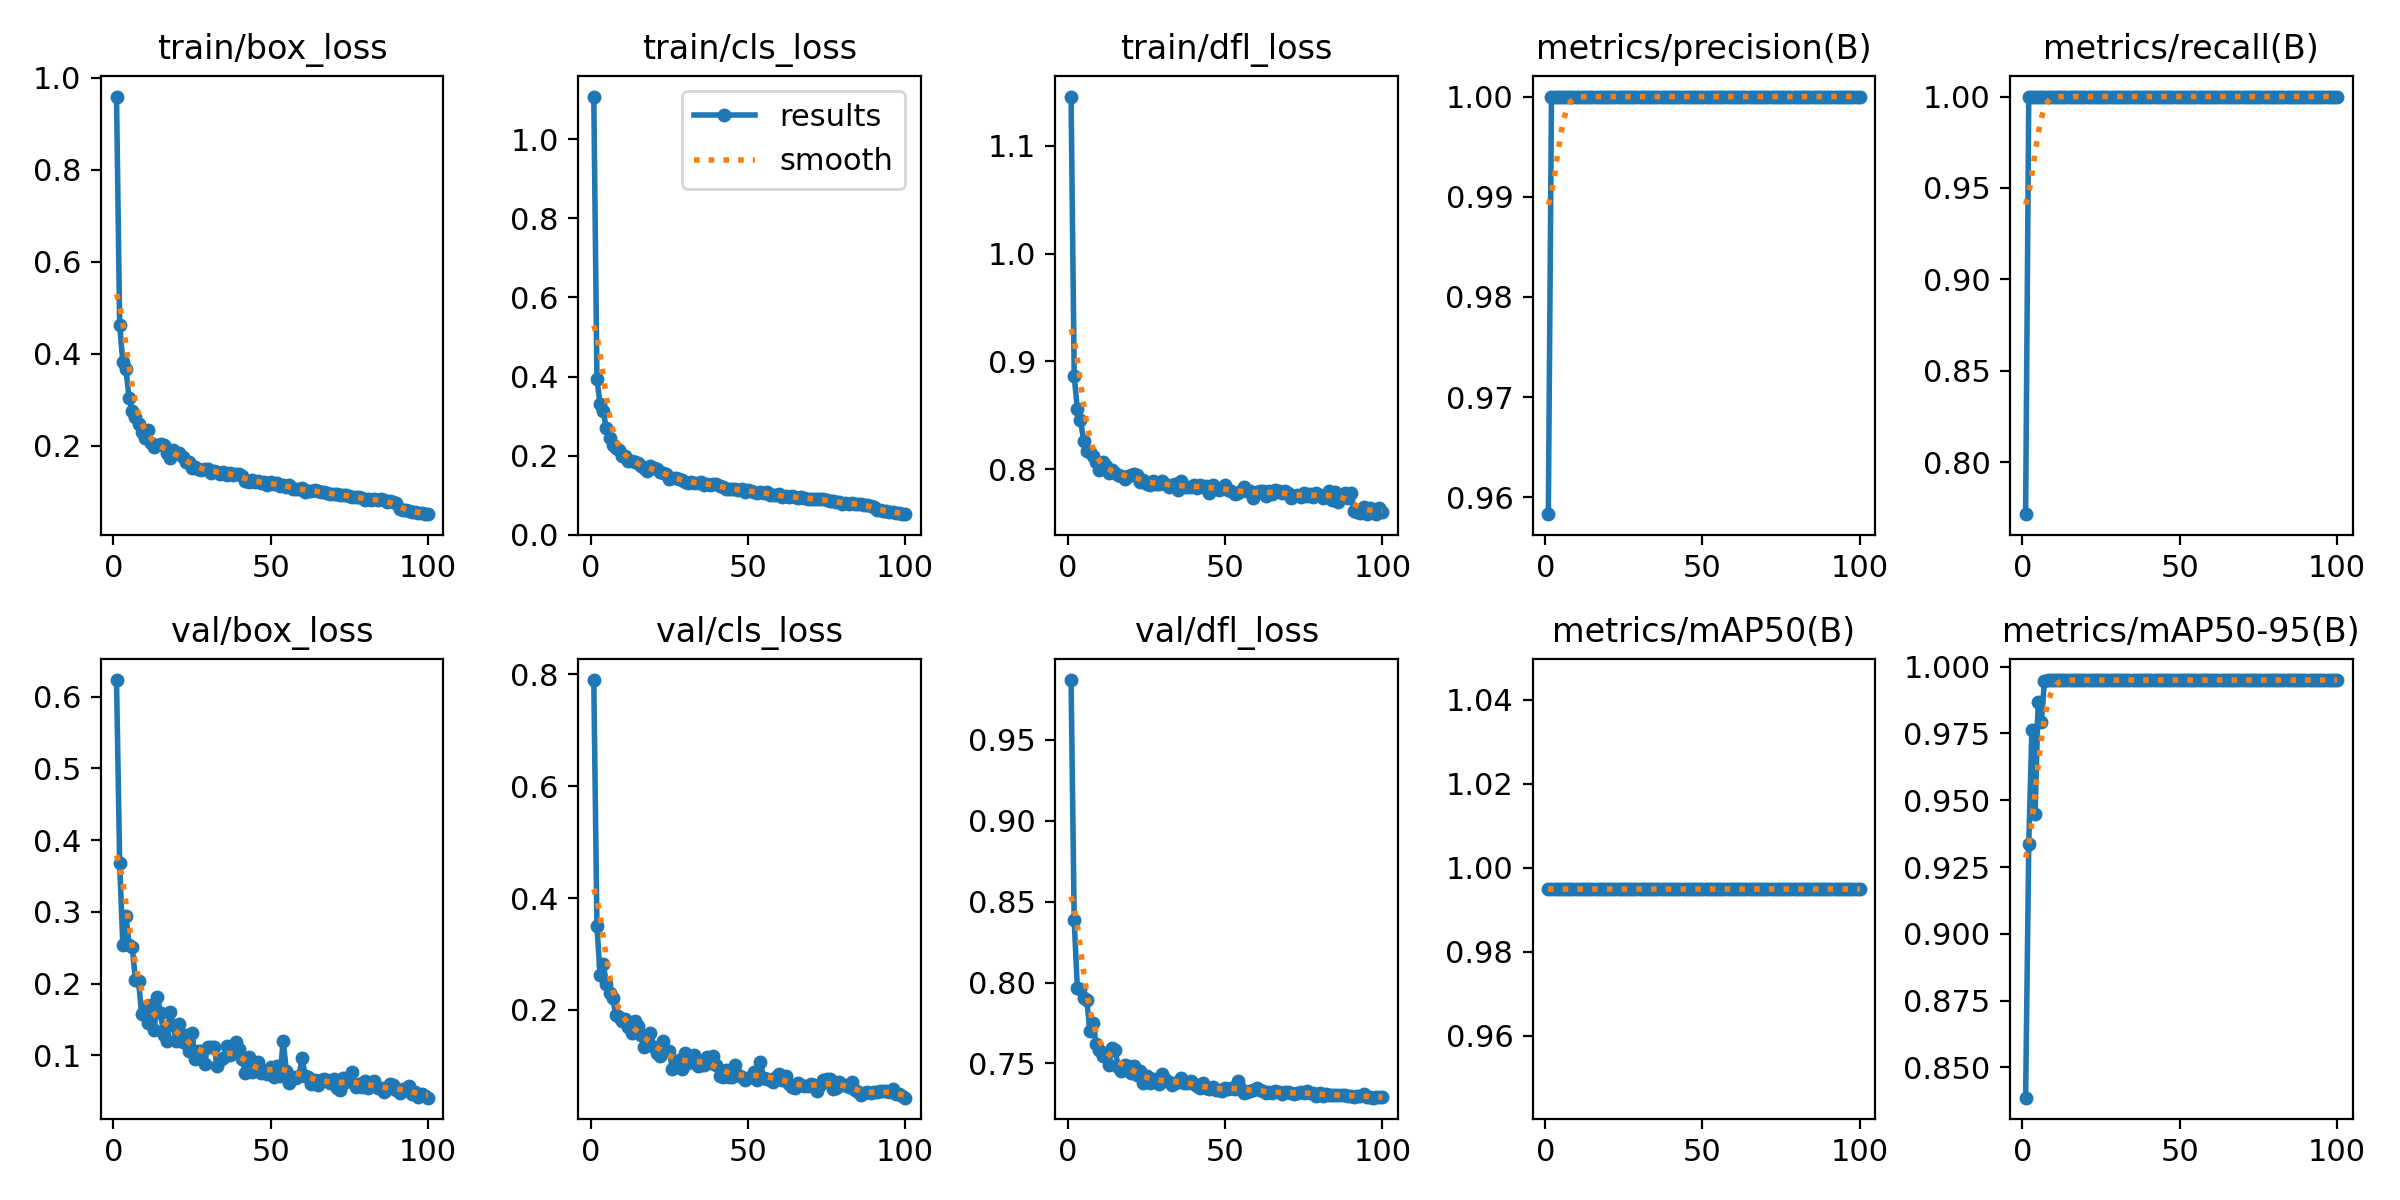 train/box_loss
train/cls_loss
train/dfl_loss
metrics/precision(B)
metrics/recall(B)
1.0
0.8
0.6
0.4
0.2
0 50 100
results
smooth
1.0
0.8
0.6
0.4
0.2
0.0
0 50 100
1.1
1.0
0.9
0.8
0 50 100
1.00
0.99
0.98
0.97
0.96
0 50 100
1.00
0.95
0.90
0.85
0.80
0 50 100
val/box_loss
val/cls_loss
val/dfl_loss
metrics/mAP50(B)
metrics/mAP50-95(B)
0.6
0.5
0.4
0.3
0.2
0.1
0 50 100
0.8
0.6
0.4
0.2
0 50 100
0.95
0.90
0.85
0.80
0.75
0 50 100
1.04
1.02
1.00
0.98
0.96
0 50 100
1.000
0.975
0.950
0.925
0.900
0.875
0.850
0 50 100